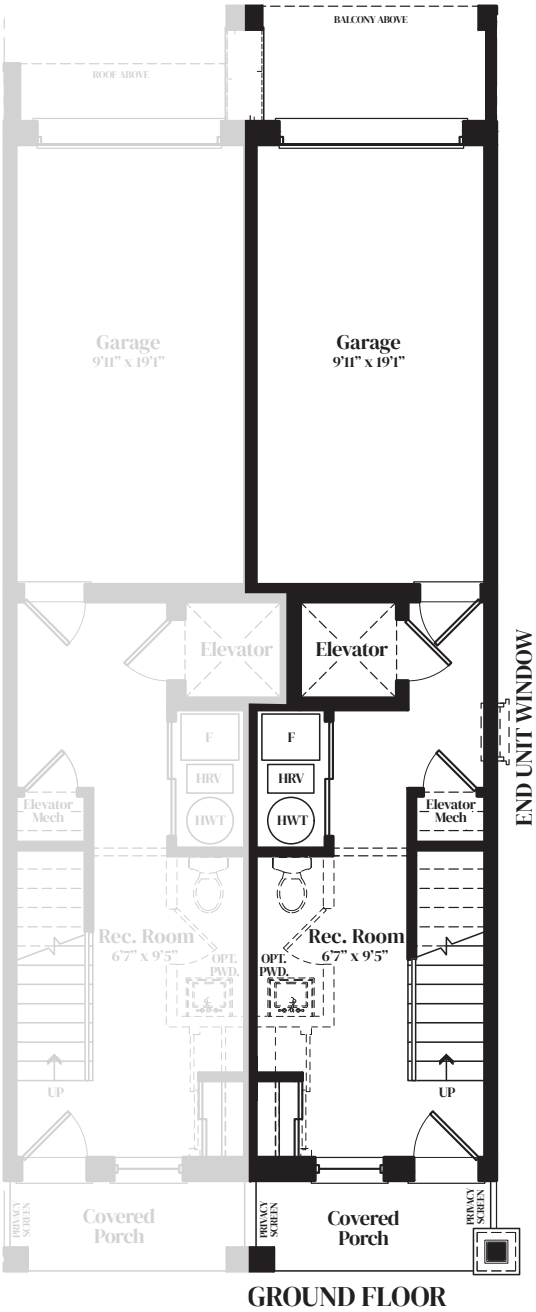 BALCONY ABOVE
ROOF ABOVE
Garage
9'11" x 19'1"
Garage
9'11" x 19'1"
Elevator
Elevator
END UNIT WINDOW
F
F
HRV
HRV
HWT
HWT
Elevator
Mech
Elevator
Mech
Rec. Room
6'7" x 9'5"
OPT.
PWD.
Rec. Room
6'7" x 9'5"
OPT.
PWD.
UP
UP
PRIVACY
SCREEN
Covered
Porch
PRIVACY
SCREEN
Covered
Porch
PRIVACY
SCREEN
GROUND FLOOR